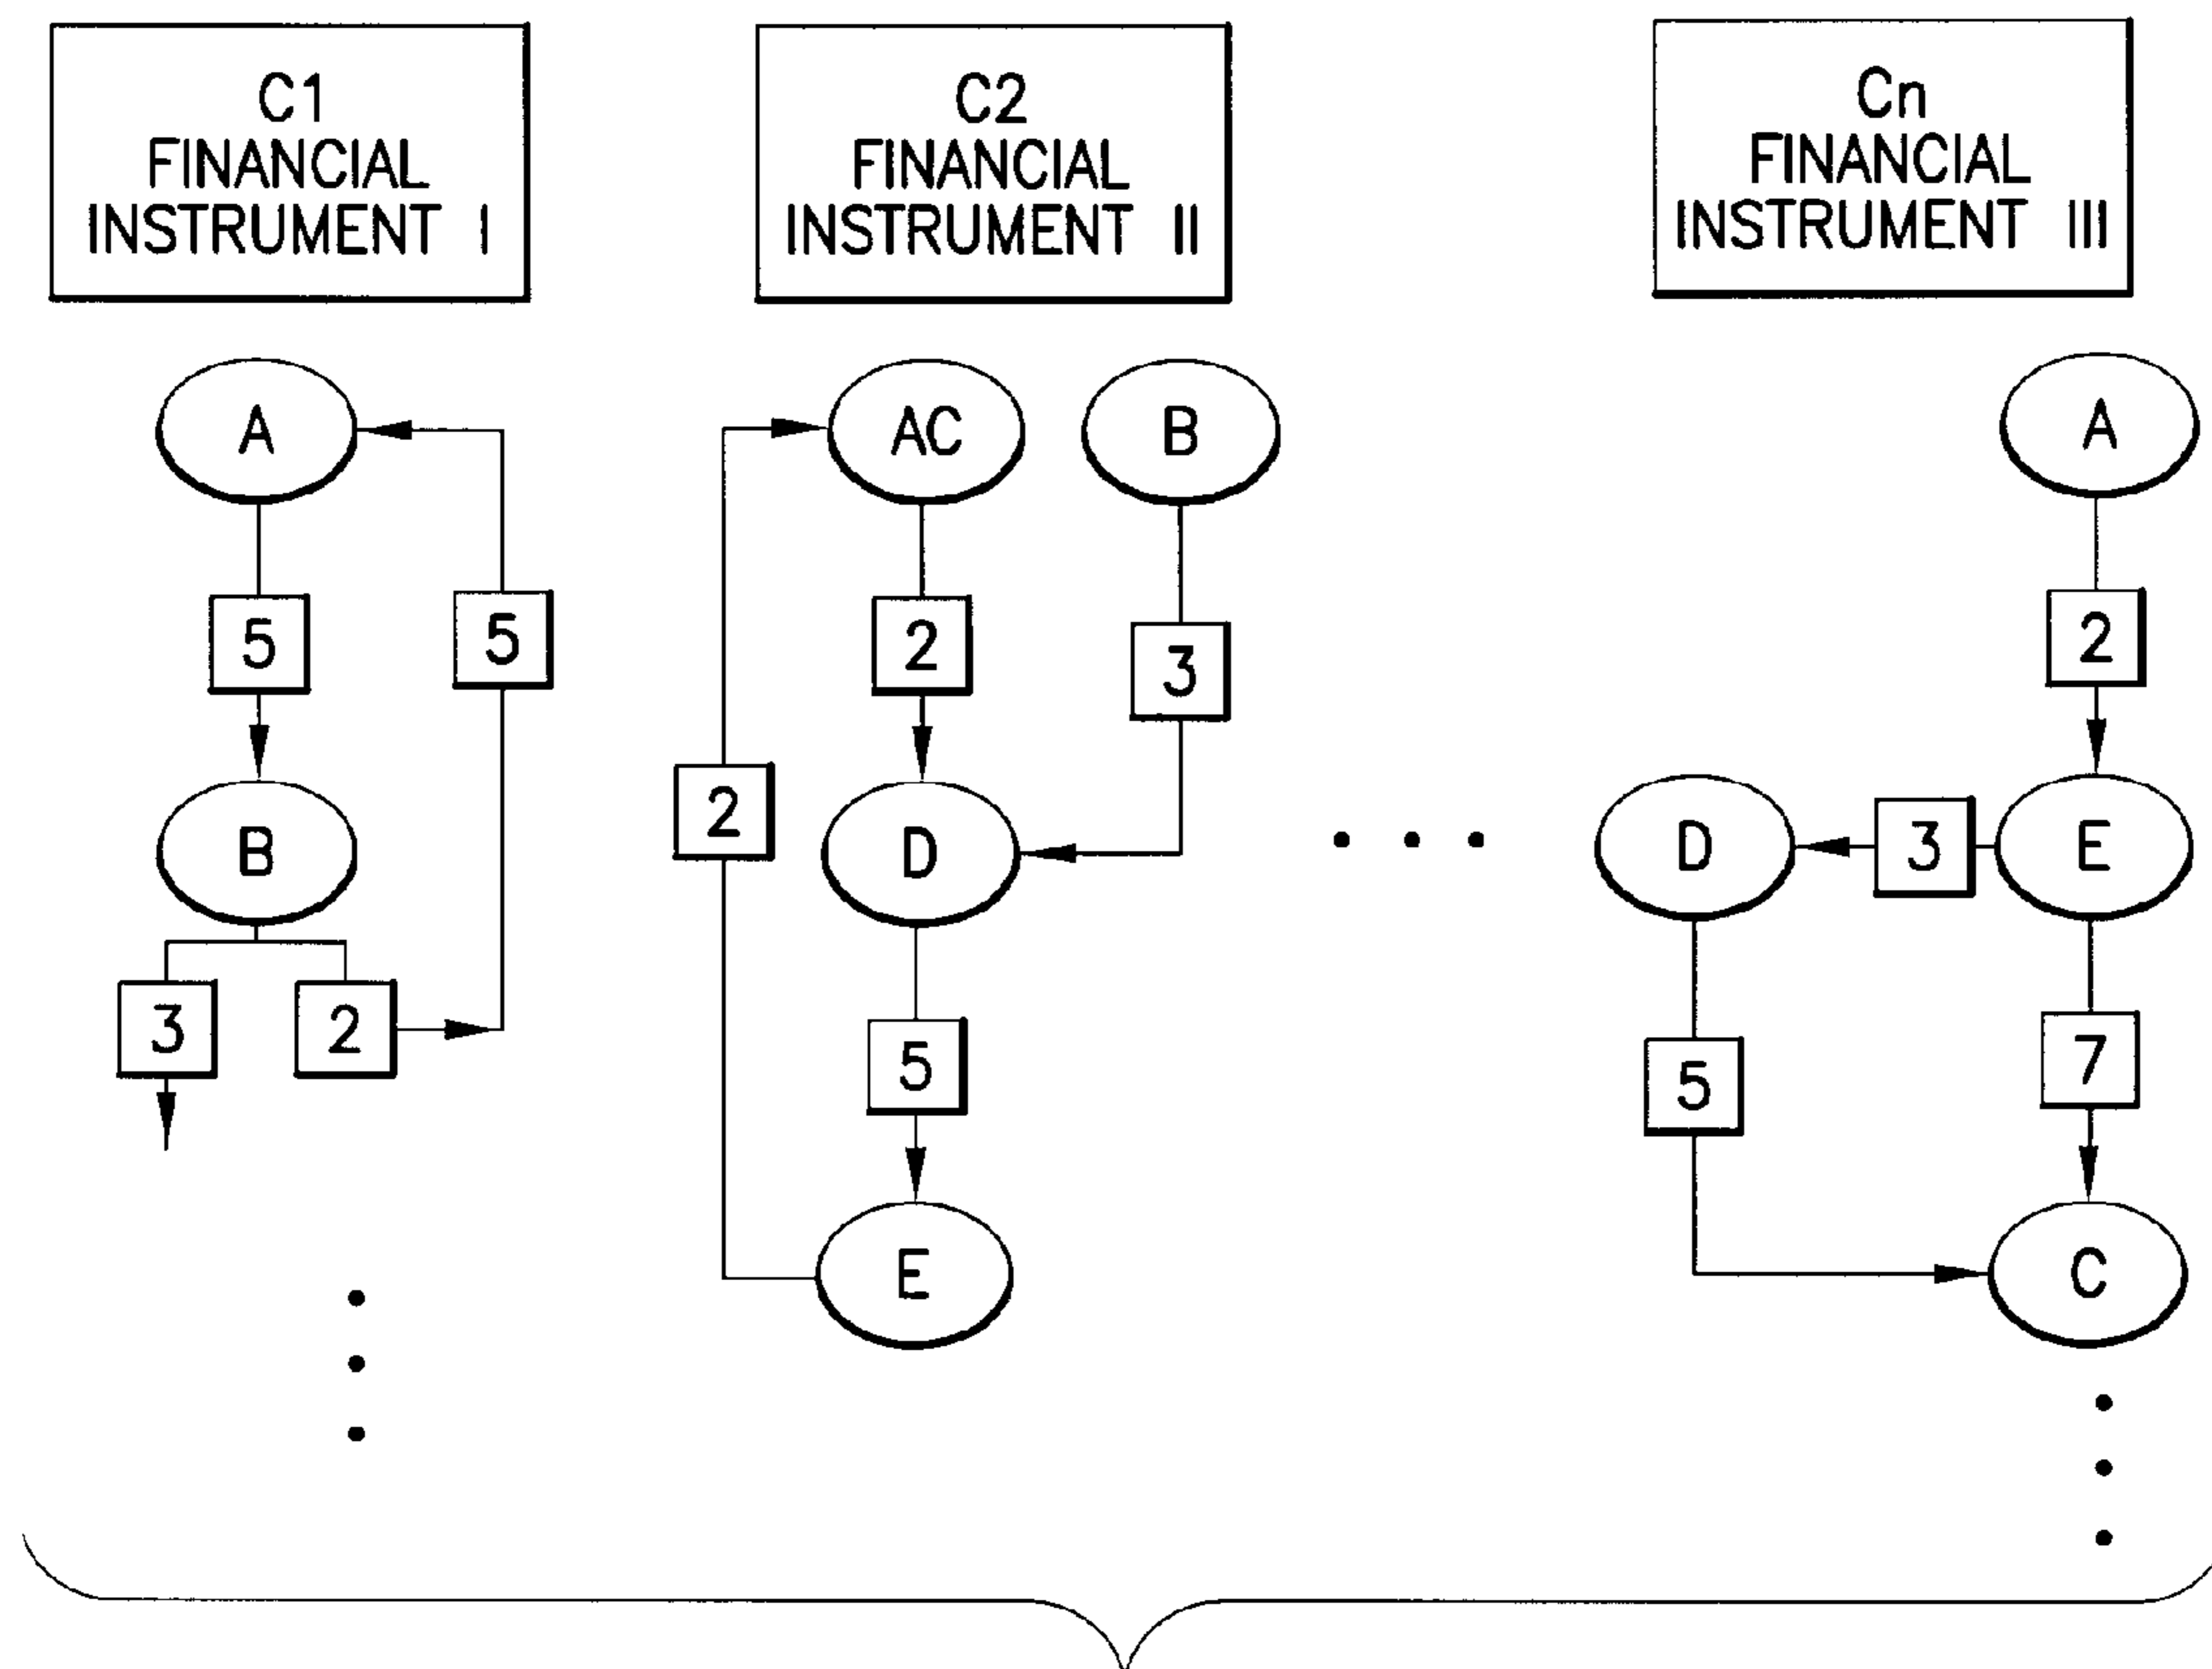 C1
FINANCIAL
INSTRUMENT I
C2
FINANCIAL
INSTRUMENT II
Cn
FINANCIAL
INSTRUMENT III
A
5
5
B
3
2
AC
B
2
3
2
D
5
E
A
2
D
3
E
5
7
C